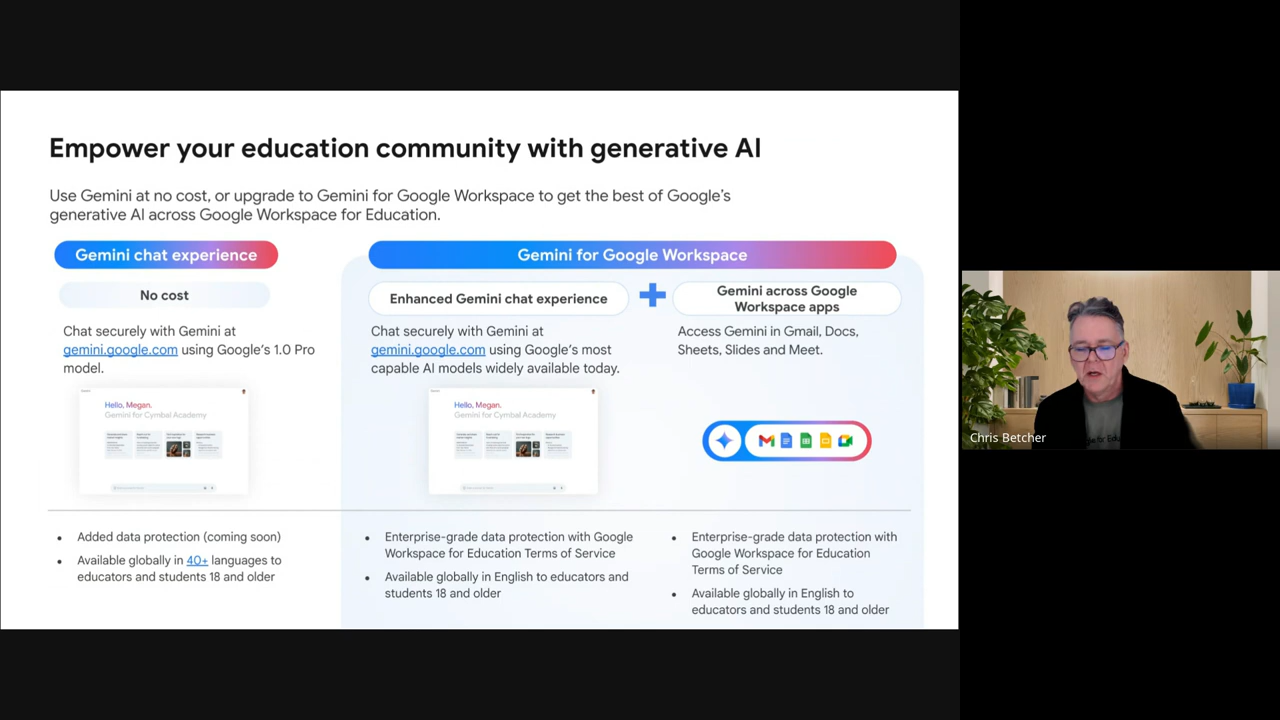 Empower your education community with generative AI
Use Gemini at no cost, or upgrade to Gemini for Google Workspace to get the best of Google's
generative AI across Google Workspace for Education.
Gemini chat experience
No cost
Chat securely with Gemini at
gemini.google.com using Google's 1.0 Pro
model.
Hello, Megan.
Gemini for Cymbal Academy
Added data protection (coming soon)
Available globally in 40+ languages to
educators and students 18 and older
Gemini for Google Workspace
Enhanced Gemini chat experience
Chat securely with Gemini at
gemini.google.com using Google's most
capable AI models widely available today.
Hello, Megan.
Gemini for Cymbal Academy
Enterprise-grade data protection with Google
Workspace for Education Terms of Service
Available globally in English to educators and
students 18 and older
Gemini across Google
Workspace apps
Access Gemini in Gmail, Docs,
Sheets, Slides and Meet.
Enterprise-grade data protection with
Google Workspace for Education
Terms of Service
Available globally in English to
educators and students 18 and older
Chris Betcher